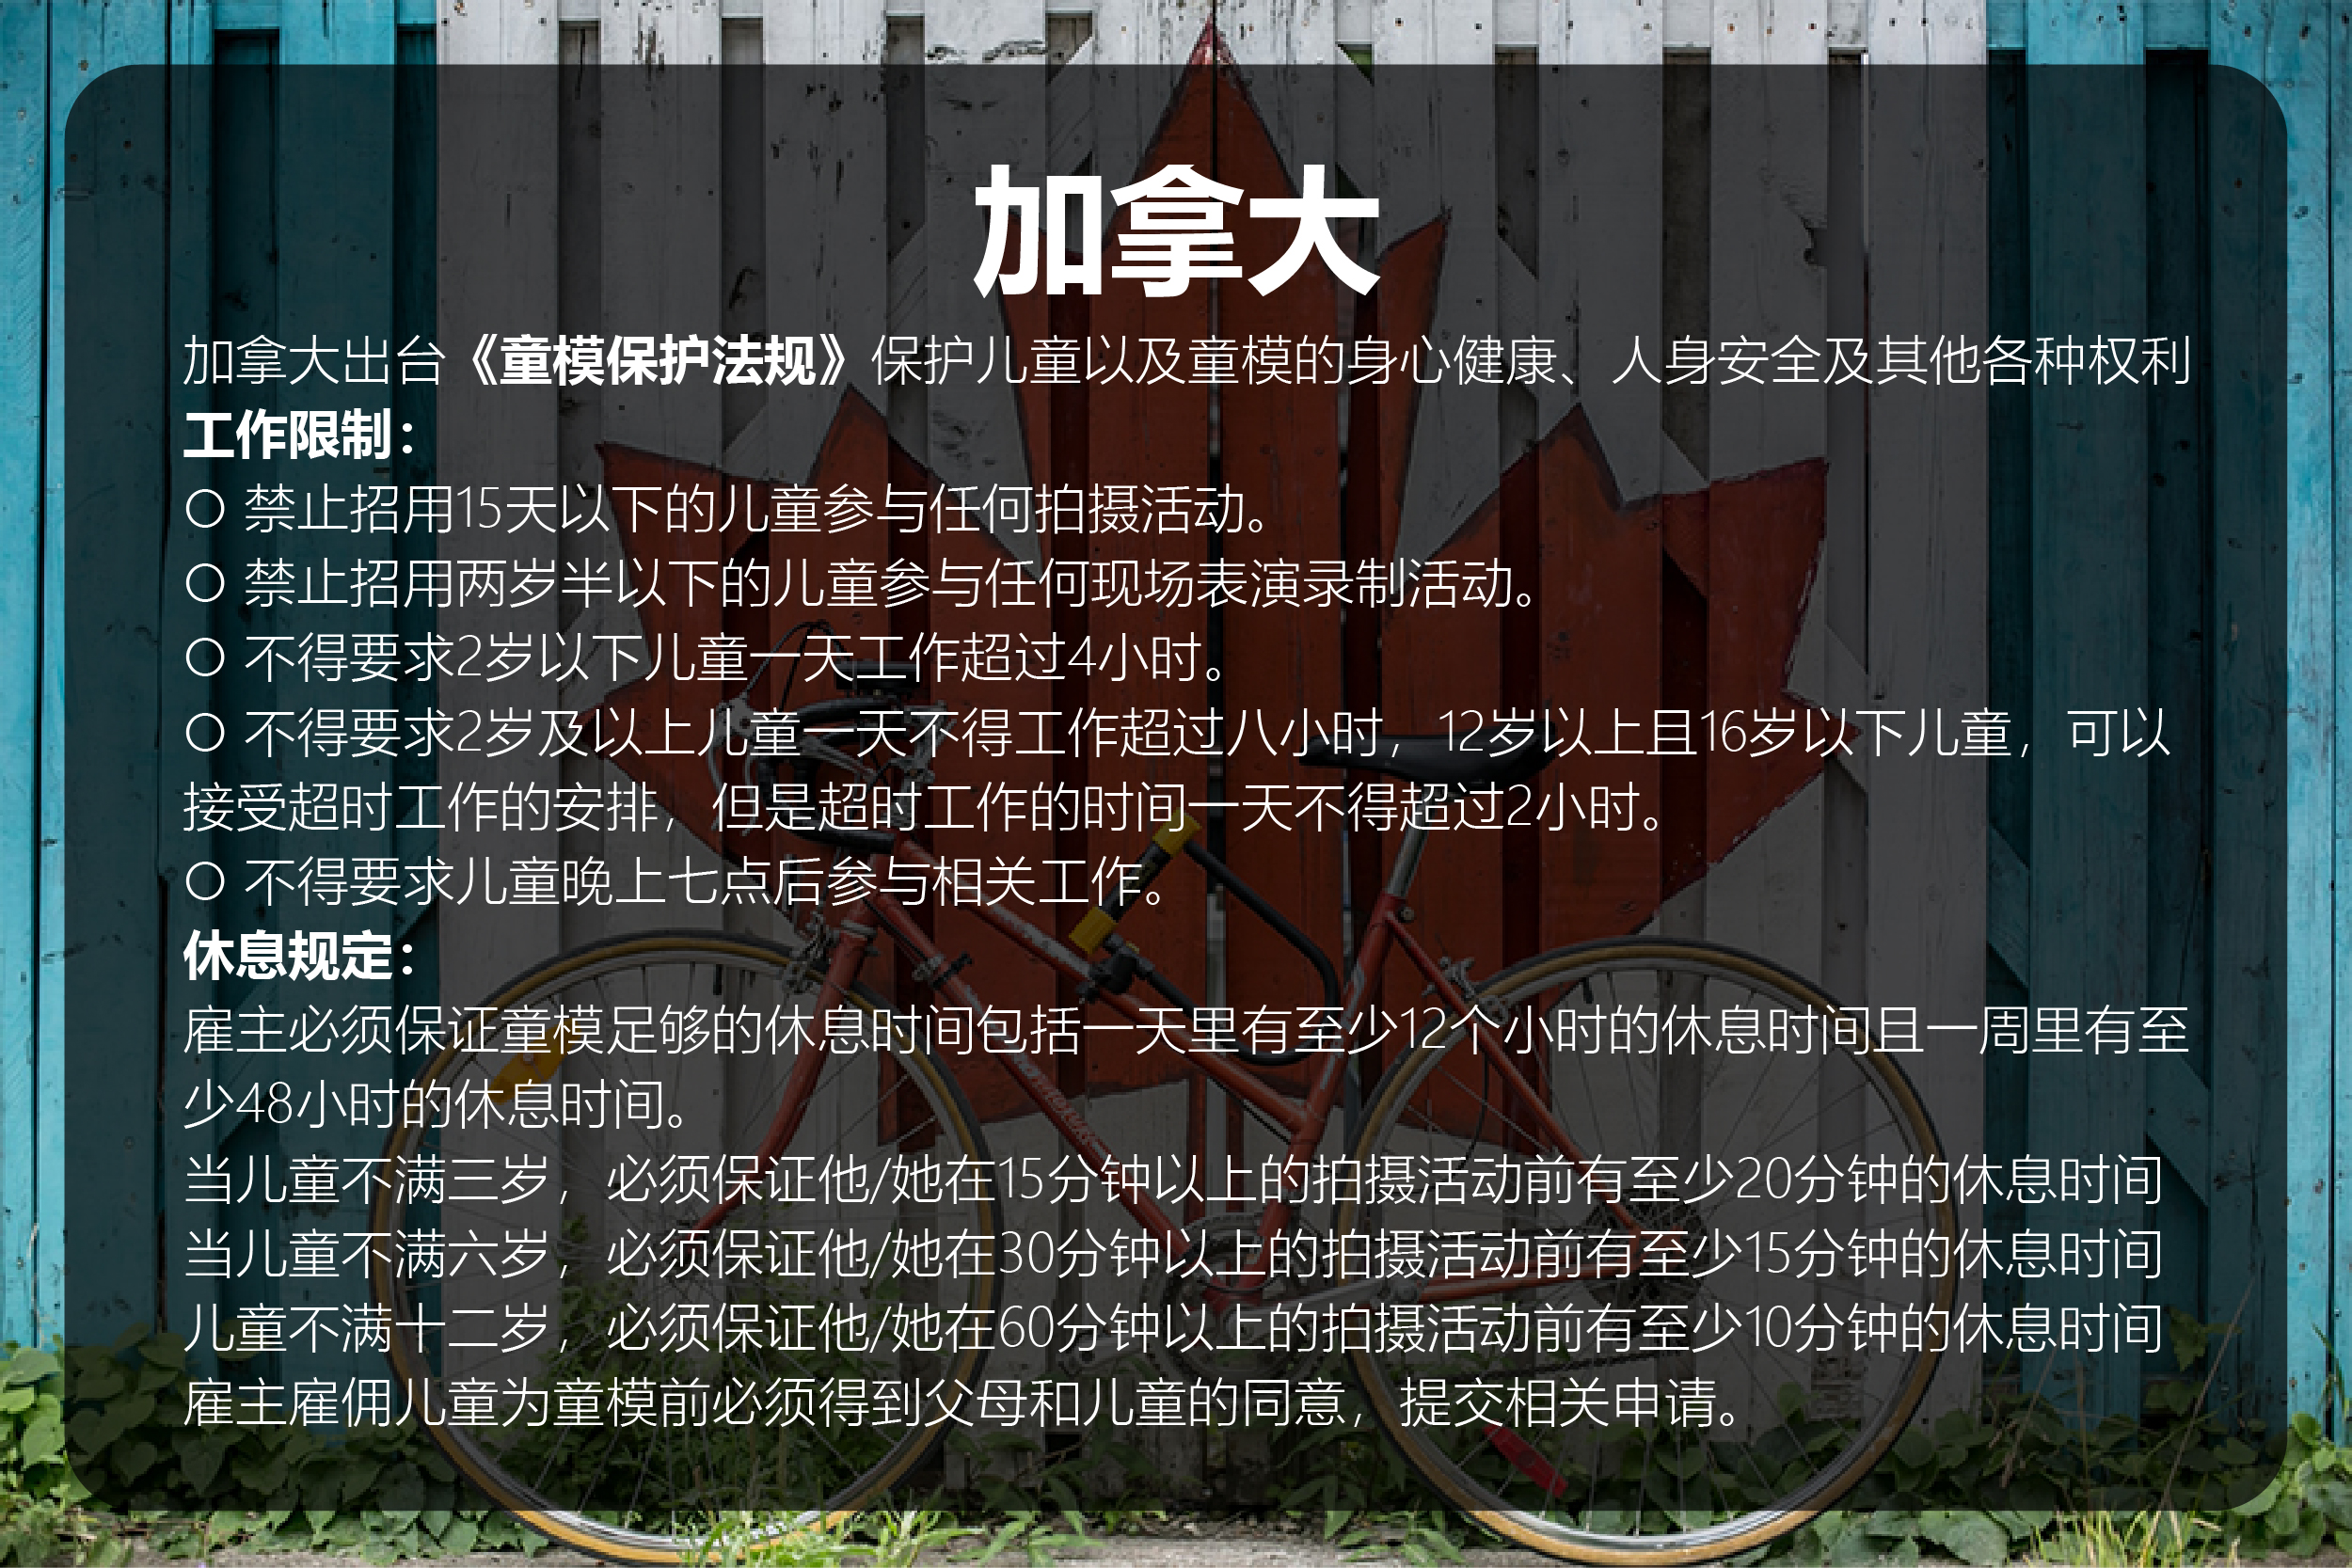 加拿大
加拿大出台《童模保护法规》保护儿童以及童模的身心健康、人身安全及其他各种权利
工作限制：
○ 禁止招用15天以下的儿童参与任何拍摄活动。
○ 禁止招用两岁半以下的儿童参与任何现场表演录制活动。
○ 不得要求2岁以下儿童一天工作超过4小时。
○ 不得要求2岁及以上儿童一天不得工作超过八小时，12岁以上且16岁以下儿童，可以
接受超时工作的安排，但是超时工作的时间一天不得超过2小时。
○ 不得要求儿童晚上七点后参与相关工作。
休息规定：
雇主必须保证童模足够的休息时间包括一天里有至少12个小时的休息时间且一周里有至
少48小时的休息时间。
当儿童不满三岁，必须保证他/她在15分钟以上的拍摄活动前有至少20分钟的休息时间
当儿童不满六岁，必须保证他/她在30分钟以上的拍摄活动前有至少15分钟的休息时间
儿童不满十二岁，必须保证他/她在60分钟以上的拍摄活动前有至少10分钟的休息时间
雇主雇佣儿童为童模前必须得到父母和儿童的同意，提交相关申请。